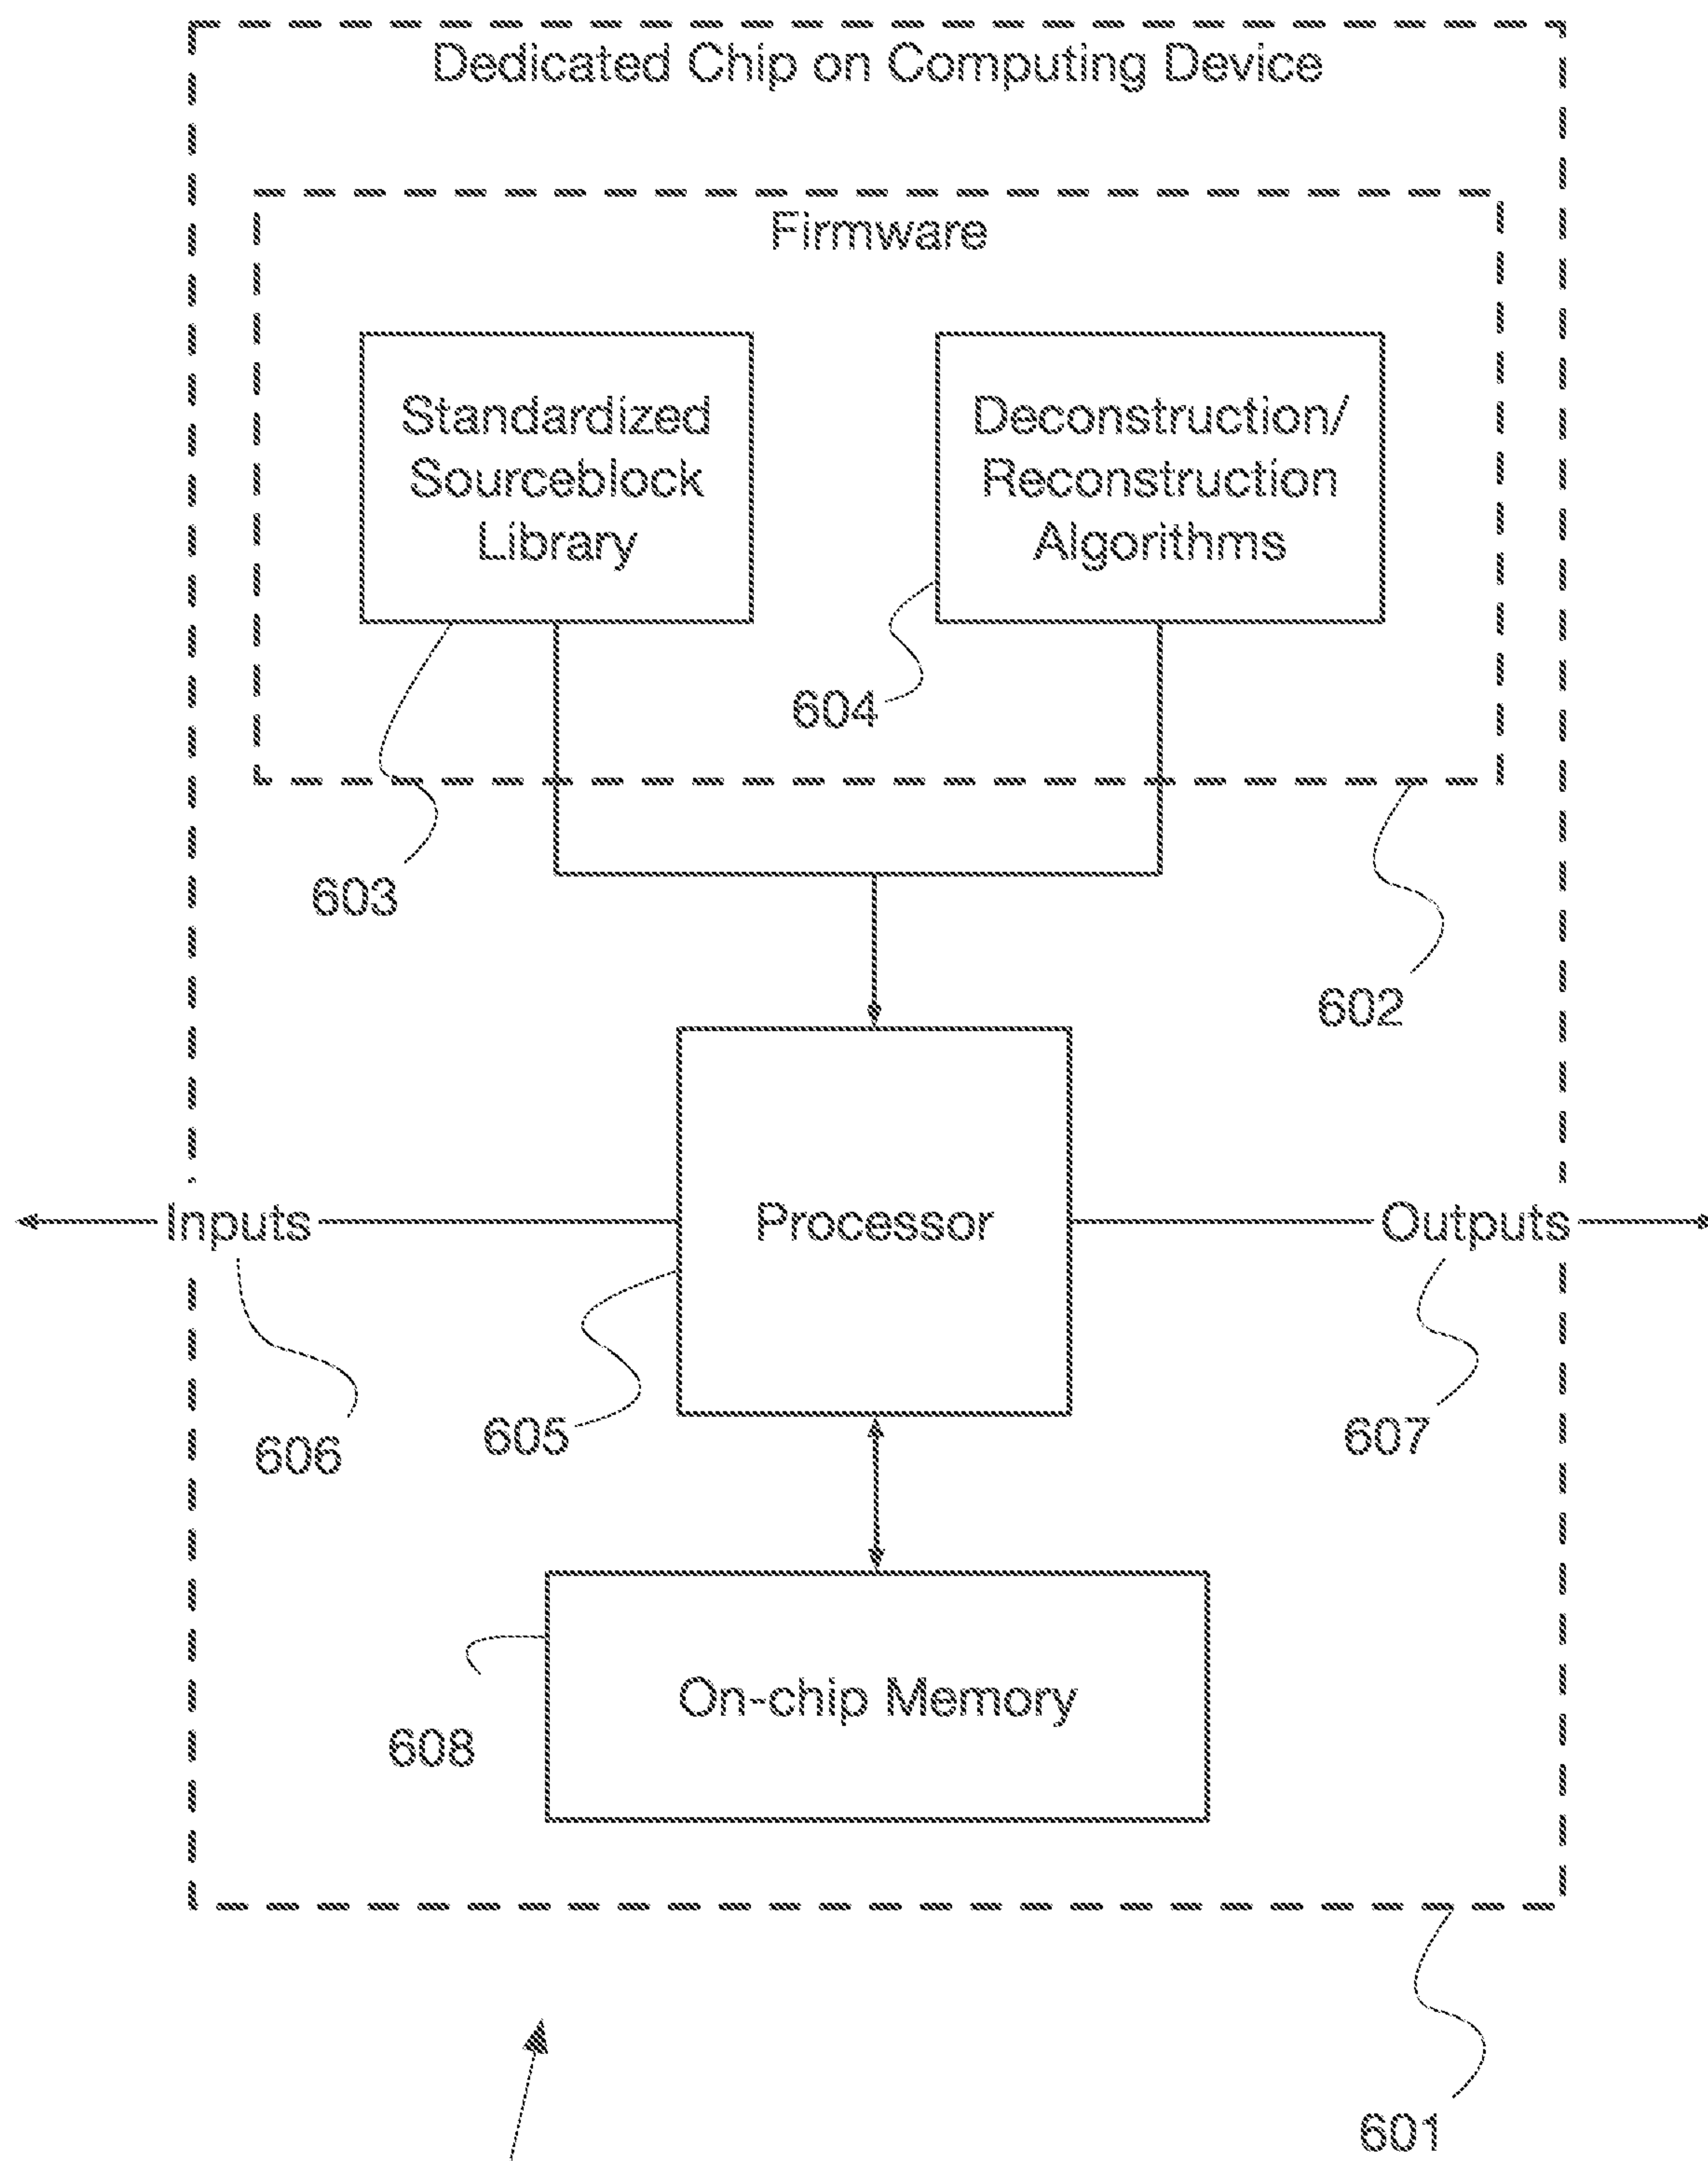 Dedicated Chip on Computing Device
Firmware
Standardized
Sourceblock
Library
Deconstruction/
Reconstruction
Algorithms
604
603
602
Inputs
Processor
Outputs
606
605
607
On-chip Memory
608
601